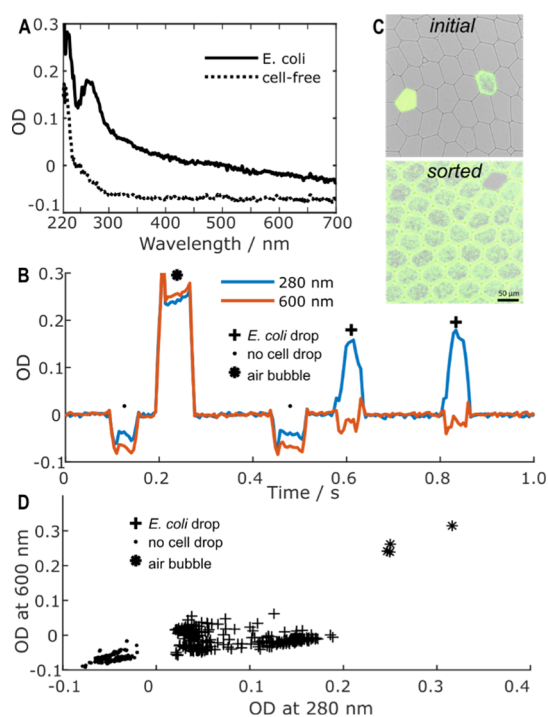 A
0.3
0.2
0.1
0
-0.1
OD
E. coli
cell-free
220
300
400
500
600
700
Wavelength / nm
C
initial
sorted
50 µm
B
0.3
0.2
0.1
0
-0.1
OD
280 nm
600 nm
E. coli drop
no cell drop
air bubble
0
0.2
0.4
0.6
0.8
1.0
Time / s
D
OD at 600 nm
0.3
0.2
0.1
0
-0.1
E. coli drop
no cell drop
air bubble
-0.1
0
0.1
0.2
0.3
0.4
OD at 280 nm